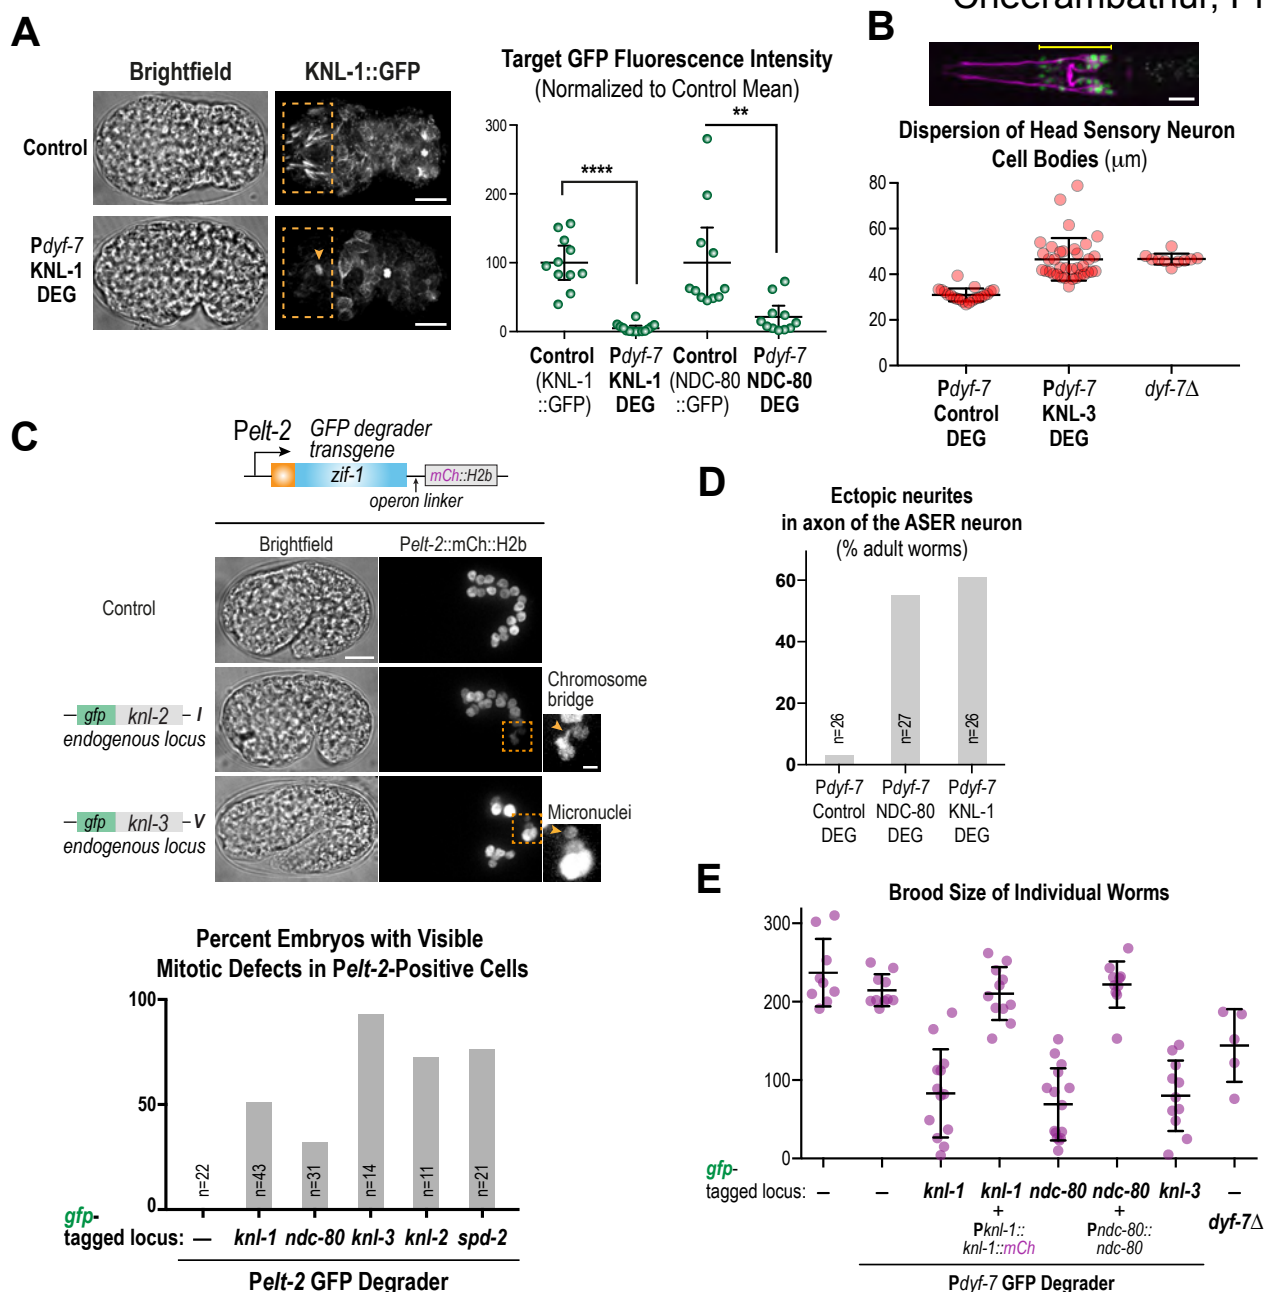 A
Brightfield
KNL-1::GFP
Control
Pdyf-7
KNL-1
DEG
Target GFP Fluorescence Intensity
(Normalized to Control Mean)
300
200
100
0
****
**
Control
(KNL-1
::GFP)
Pdyf-7
KNL-1
DEG
Control
(NDC-80
::GFP)
Pdyf-7
NDC-80
DEG
B
Dispersion of Head Sensory Neuron
Cell Bodies (μm)
80
60
40
20
0
Pdyf-7
Control
DEG
Pdyf-7
KNL-3
DEG
dyf-7Δ
C
Pelt-2
GFP degrader
transgene
zif-1
mCh::H2b
operon linker
Brightfield
Pelt-2::mCh::H2b
Control
gfp knl-2 I
endogenous locus
Chromosome
bridge
gfp knl-3 V
endogenous locus
Micronuclei
Percent Embryos with Visible
Mitotic Defects in Pelt-2-Positive Cells
100
50
0
n=22
n=43
n=31
n=14
n=11
n=21
gfp-
tagged locus: — knl-1 ndc-80 knl-3 knl-2 spd-2
Pelt-2 GFP Degrader
D
Ectopic neurites
in axon of the ASER neuron
(% adult worms)
60
40
20
0
n=26
n=27
n=26
Pdyf-7
Control
DEG
Pdyf-7
NDC-80
DEG
Pdyf-7
KNL-1
DEG
E
Brood Size of Individual Worms
300
200
100
0
gfp-
tagged locus: – – knl-1 knl-1 ndc-80 ndc-80 knl-3 –
+
Pknl-1::
knl-1::mCh
+
Pndc-80::
ndc-80
dyf-7Δ
Pdyf-7 GFP Degrader